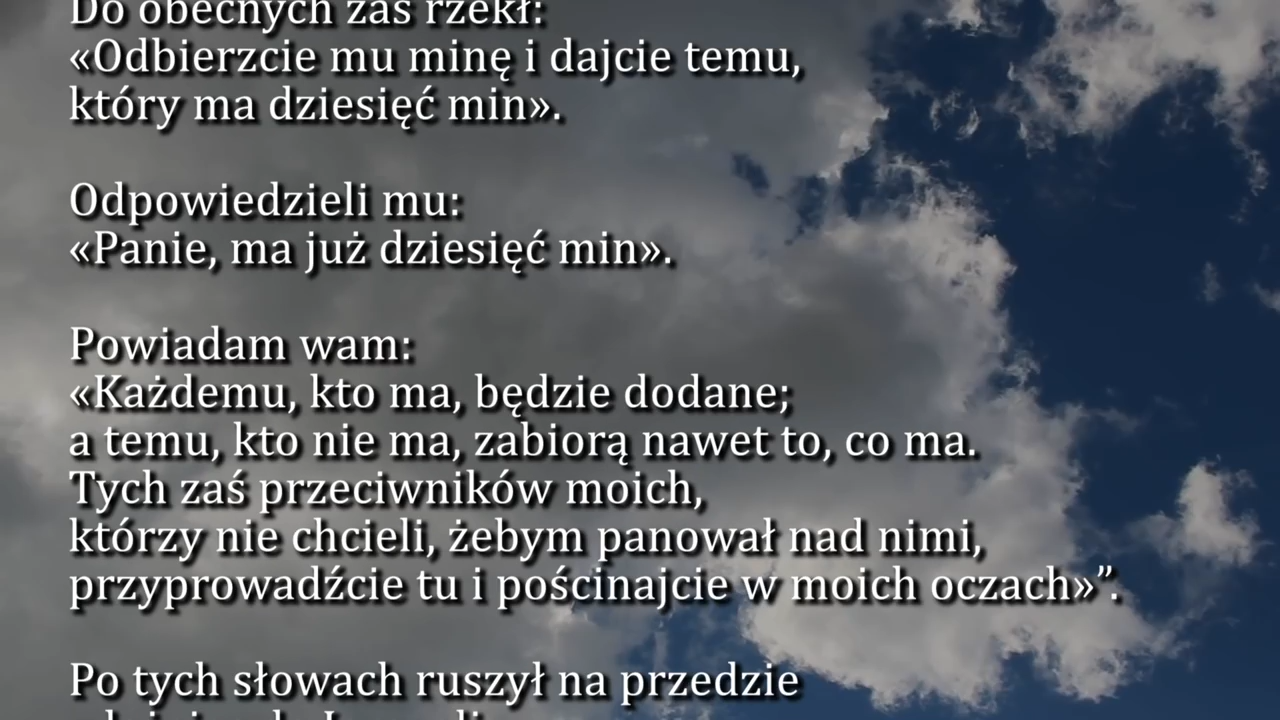 Do obecnych zaś rzekł:
«Odbierzcie mu minę i dajcie temu,
który ma dziesięć min».
Odpowiedzieli mu:
«Panie, ma już dziesięć min».
Powiadam wam:
«Każdemu, kto ma, będzie dodane;
a temu, kto nie ma, zabiorą nawet to, co ma.
Tych zaś przeciwników moich,
którzy nie chcieli, żebym panował nad nimi,
przyprowadźcie tu i pościnajcie w moich oczach»”.
Po tych słowach ruszył na przedzie